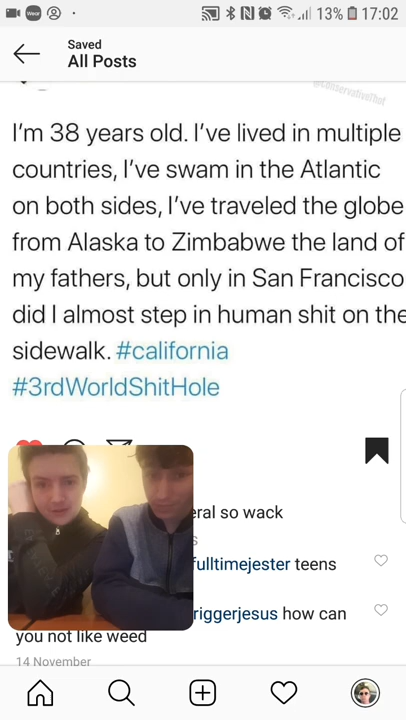 Wear 13% 17:02
Saved
All Posts
@ConservativeThot
I'm 38 years old. I've lived in multiple
countries, I've swam in the Atlantic
on both sides, I've traveled the globe
from Alaska to Zimbabwe the land of
my fathers, but only in San Francisco
did I almost step in human shit on the
sidewalk. #california
#3rdWorldShitHole
eral so wack
s
fulltimejester teens
riggerjesus how can
you not like weed
14 November